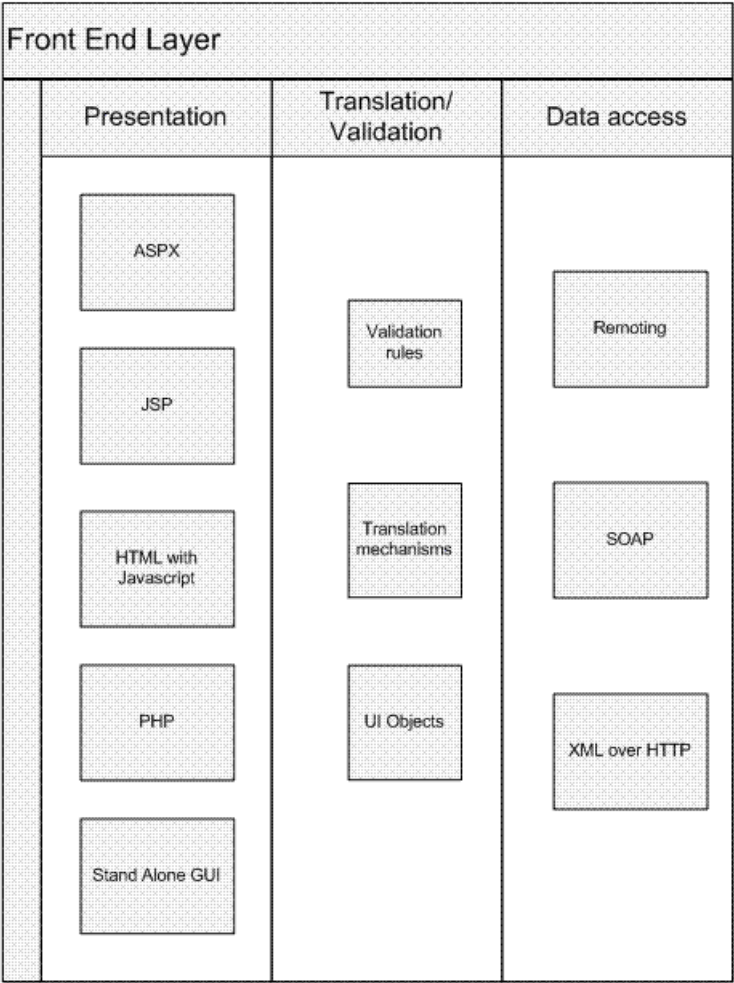 Front End Layer
Presentation
Translation/
Validation
Data access
ASPX
JSP
HTML with
Javascript
PHP
Stand Alone GUI
Validation
rules
Translation
mechanisms
UI Objects
Remoting
SOAP
XML over HTTP